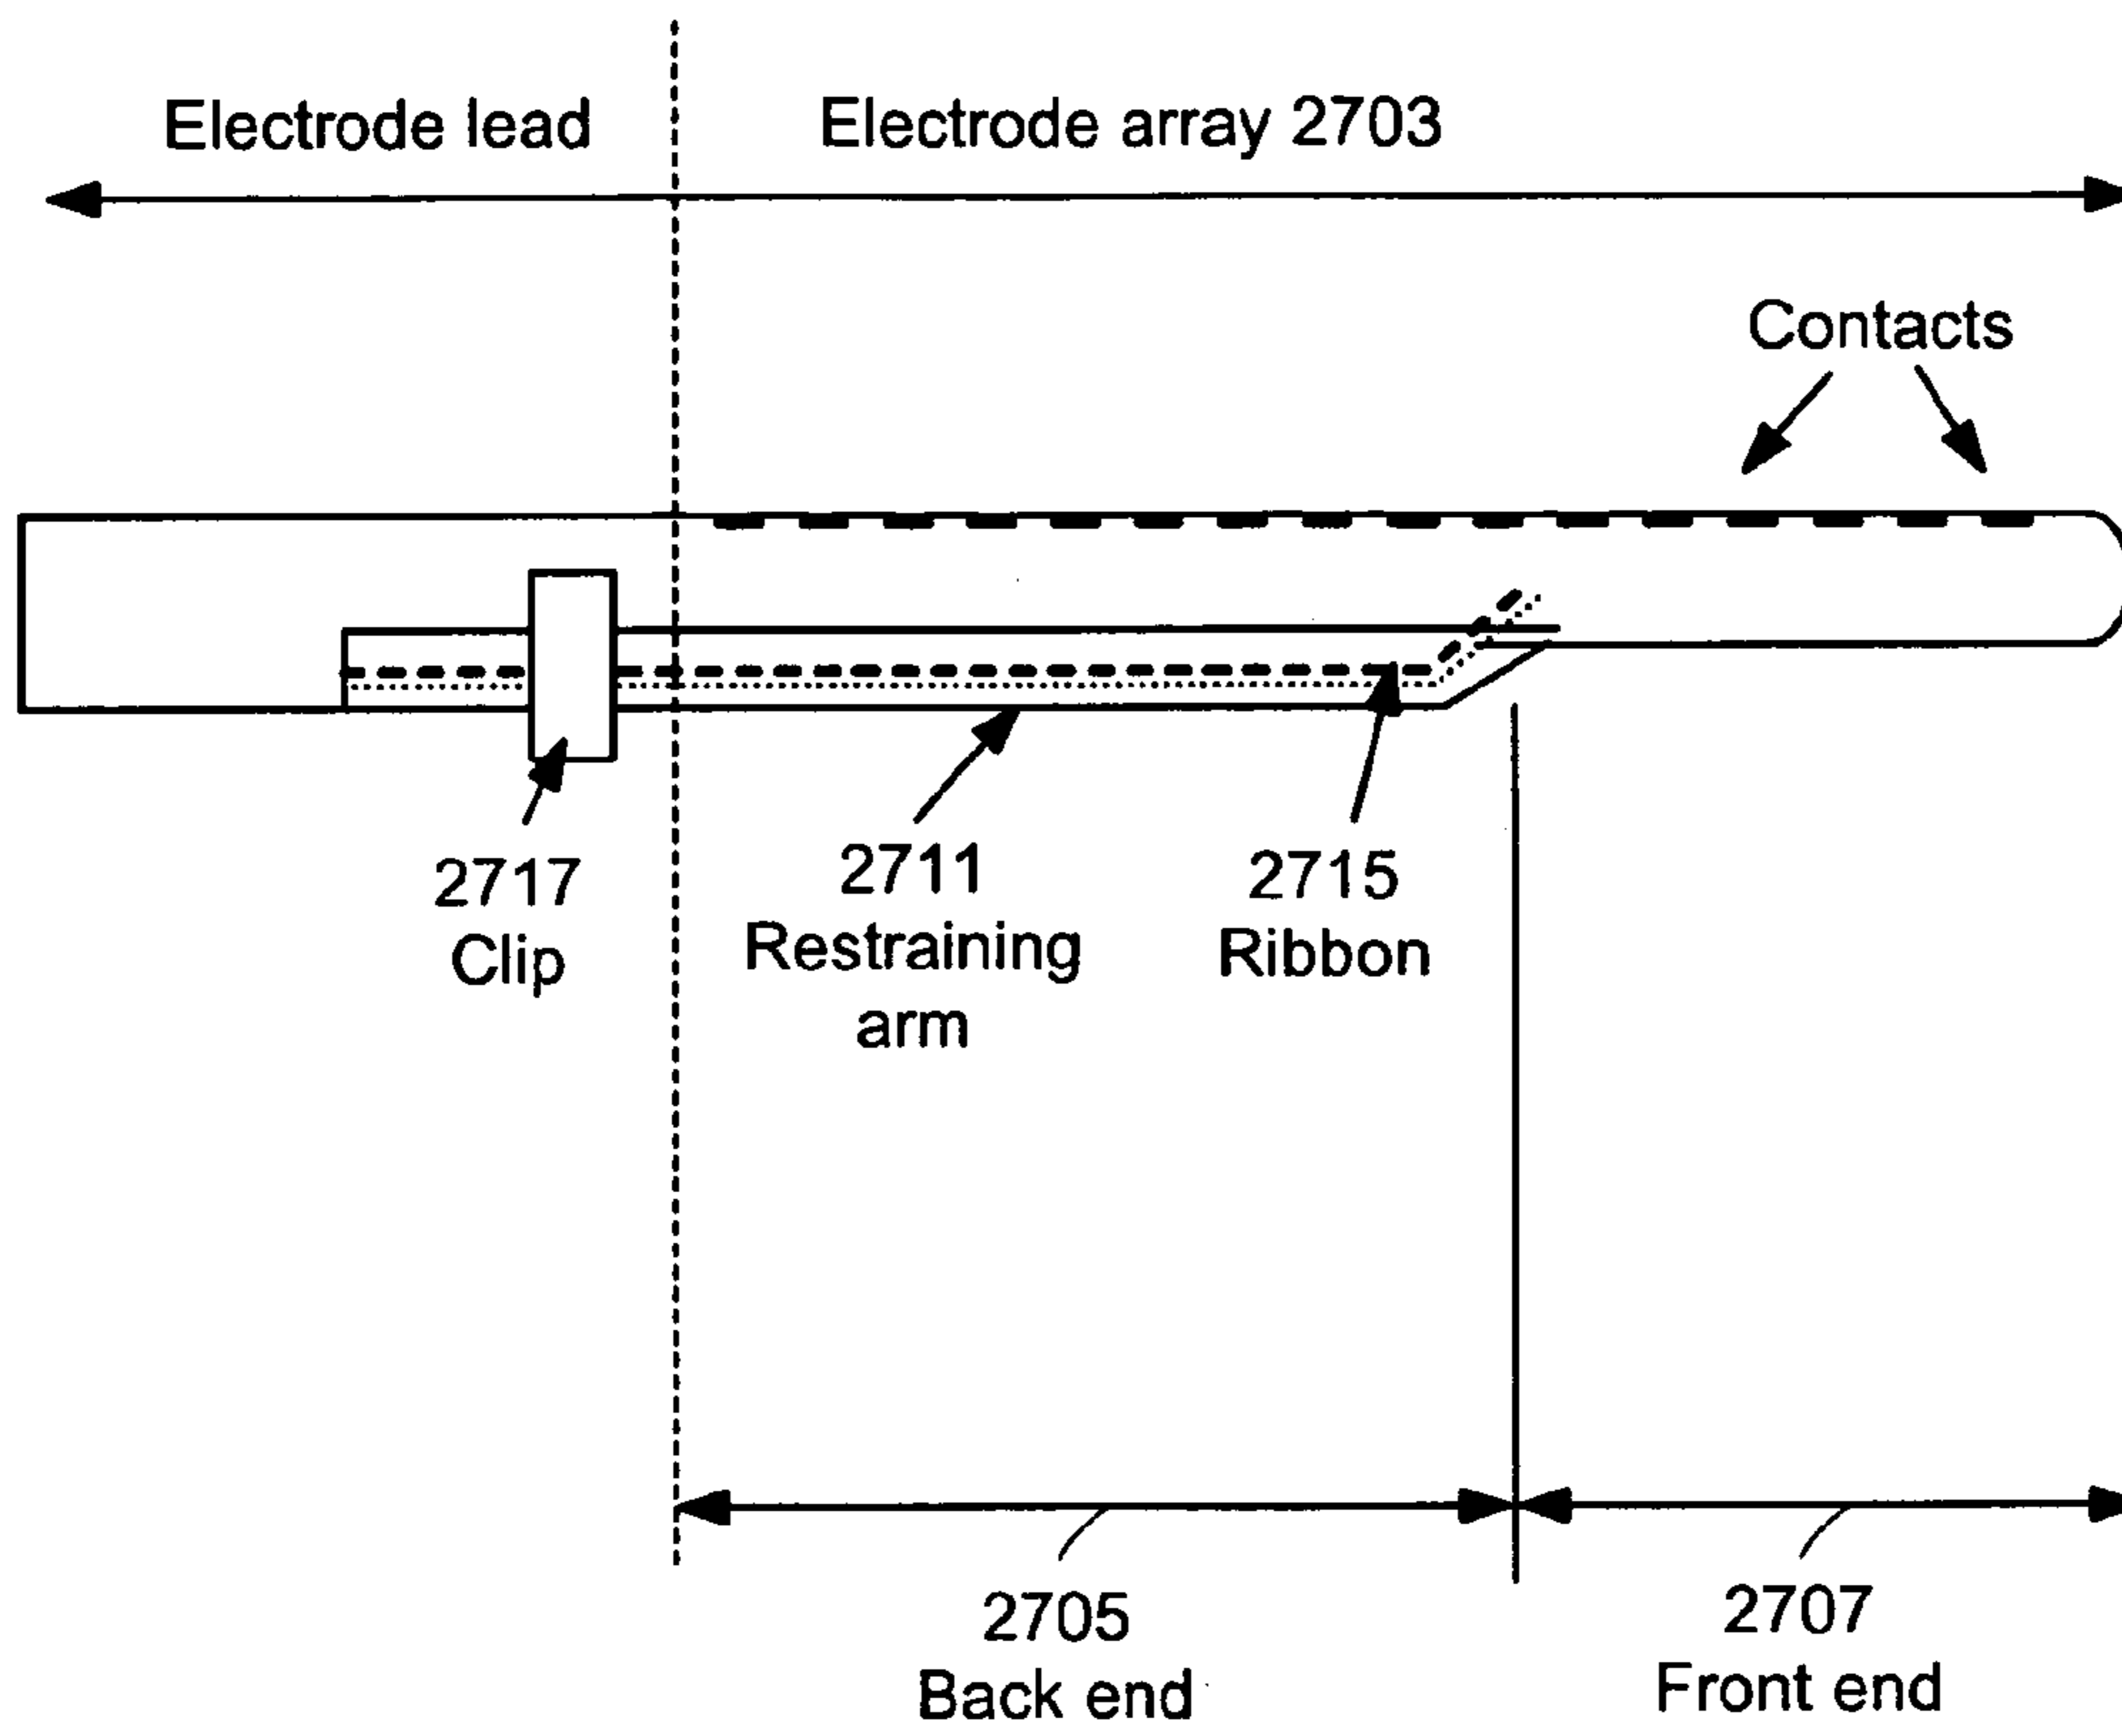 Electrode lead
Electrode array 2703
Contacts
2717
Clip
2711
Restraining
arm
2715
Ribbon
2705
Back end
2707
Front end